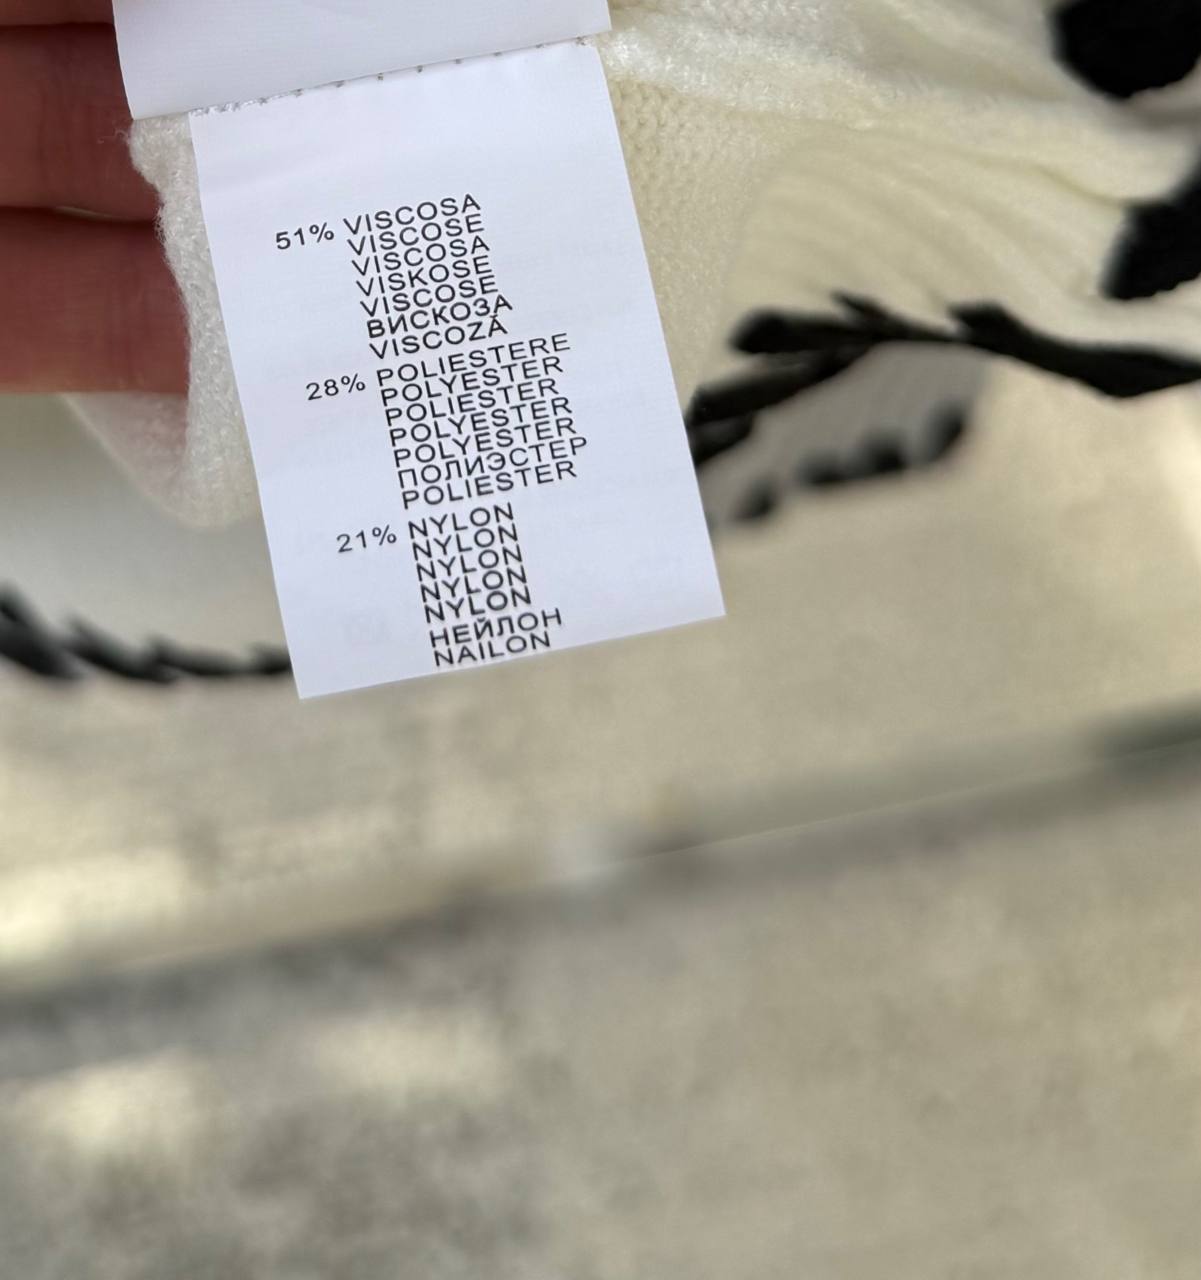 51% VISCOSA
VISCOSE
VISCOSA
VISKOSE
VISCOSE
ВИСКОЗА
VISCOZĂ
28% POLIESTERE
POLYESTER
POLIESTER
POLYESTER
POLYESTER
ПОЛИЭСТЕР
POLIESTER
21% NYLON
NYLON
NYLON
NYLON
NYLON
НЕЙЛОН
NAILON